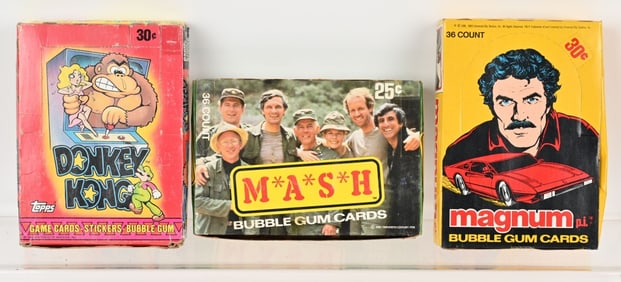 30¢
DONKEY
KONG
TOPPS
GAME CARDS · STICKERS · BUBBLE GUM
36 COUNT
25¢
M*A*S*H
BUBBLE GUM CARDS
36 COUNT
30¢
magnum p.i.
BUBBLE GUM CARDS